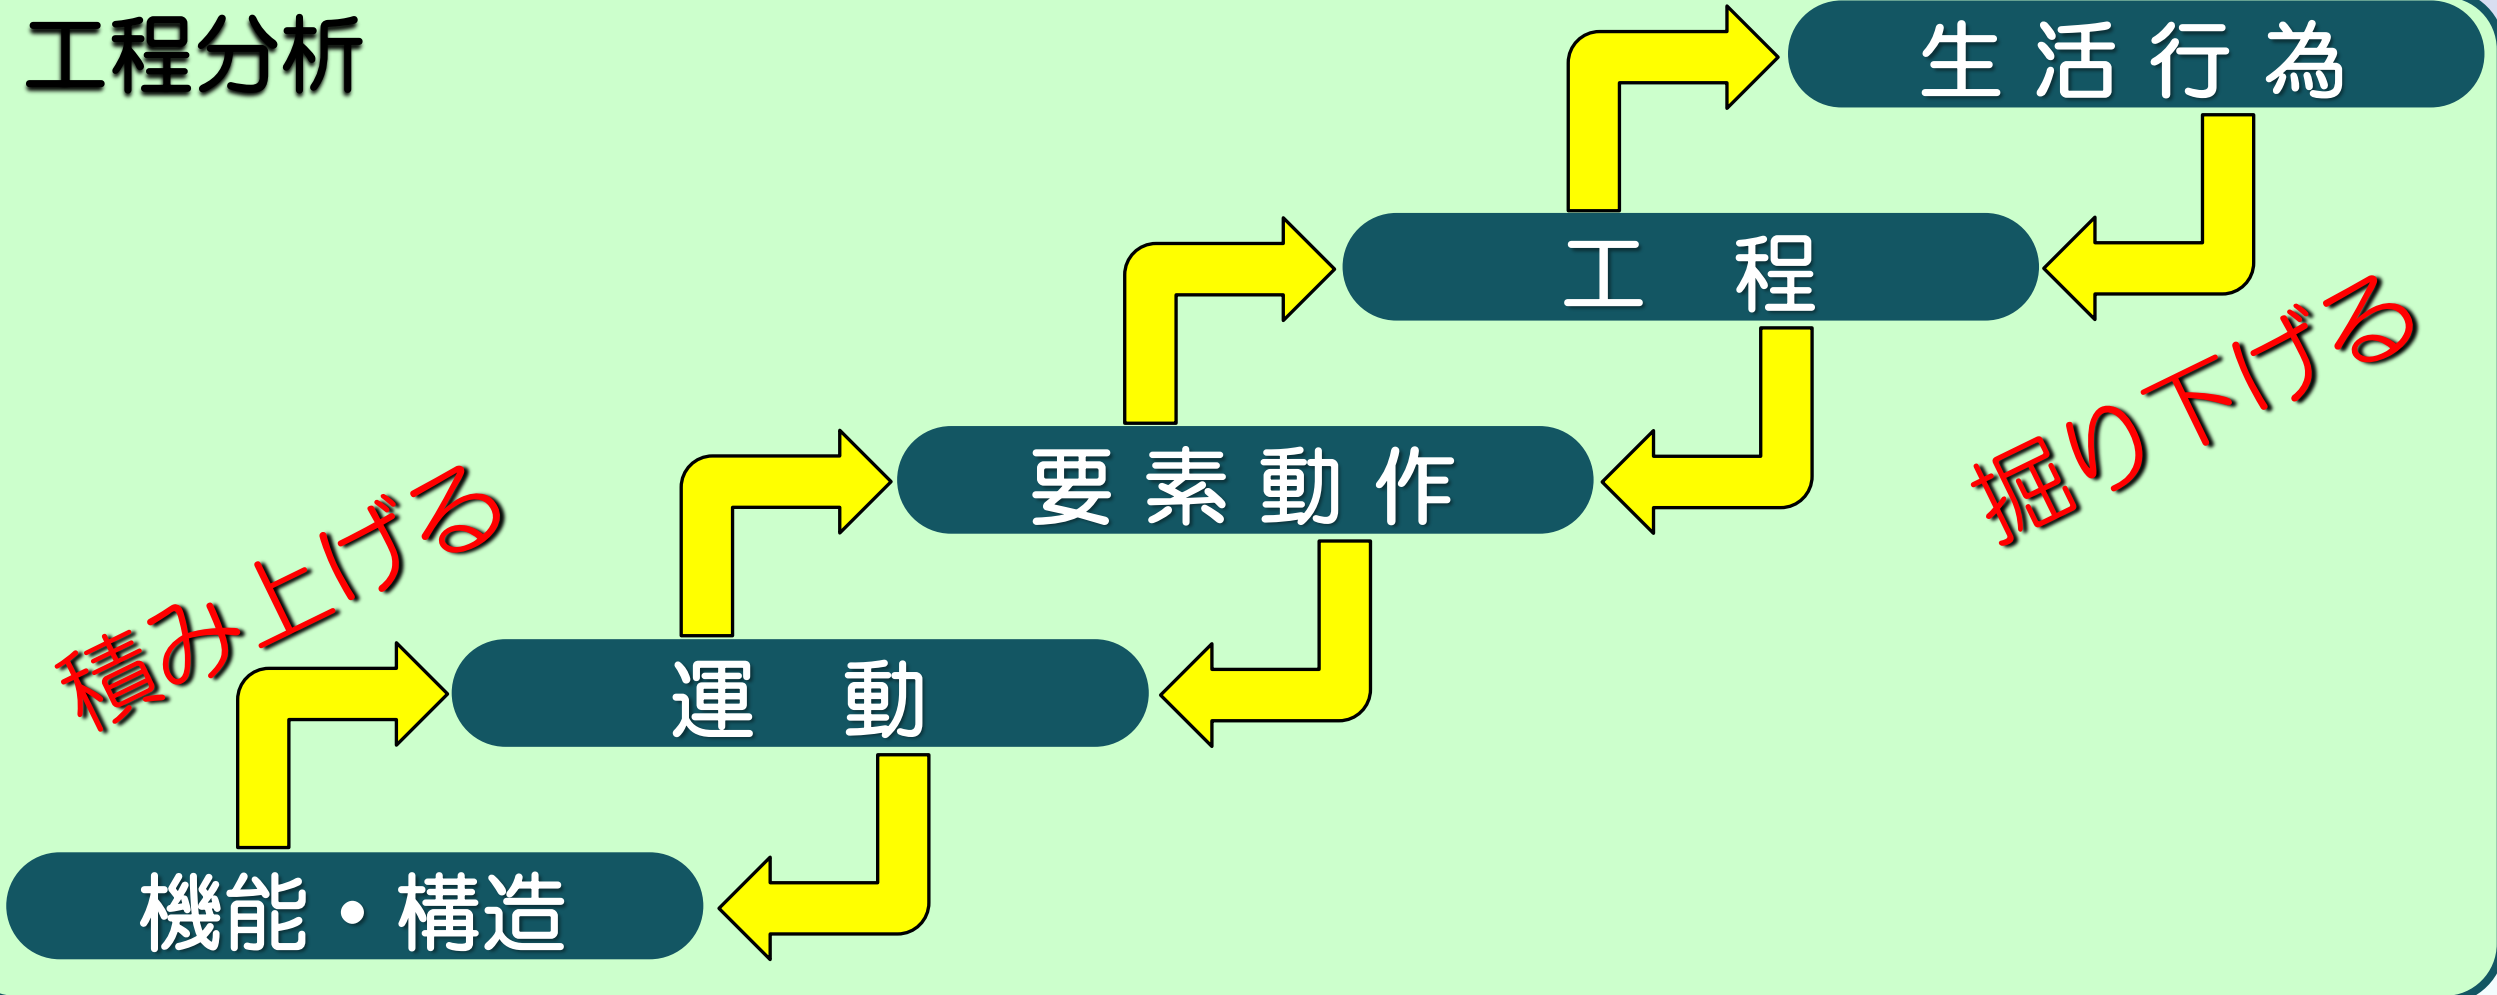 工程分析
生活行為
工　程
掘り下げる
要素動作
積み上げる
運　動
機能・構造